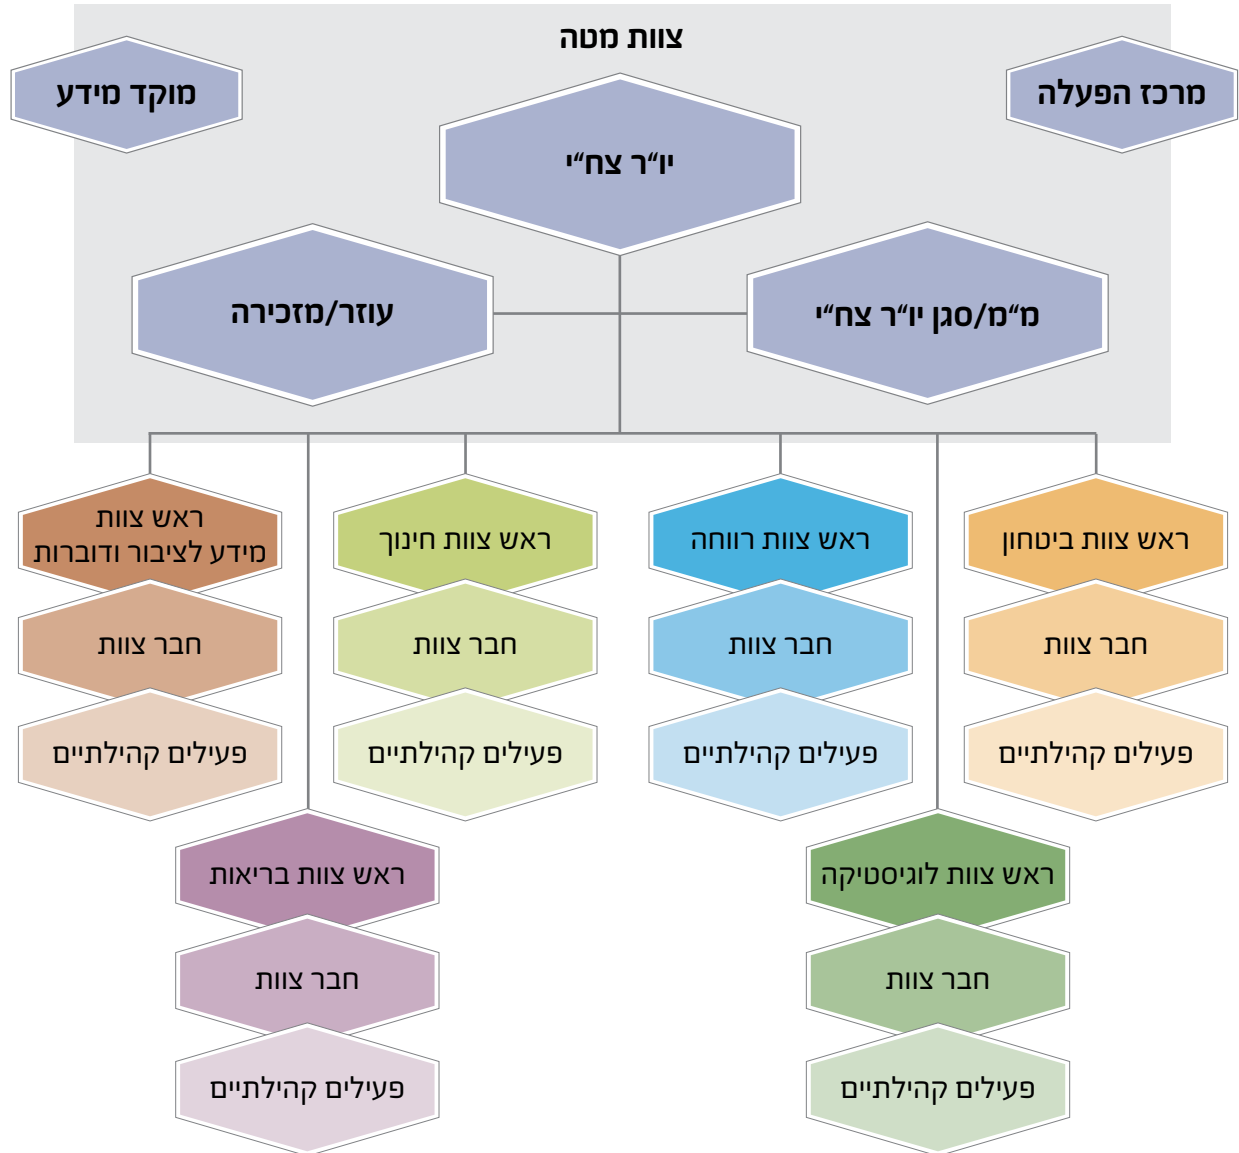 צוות מטה
מרכז הפעלה
מוקד מידע
יו“ר צח“י
מ“מ/סגן יו“ר צח“י
עוזר/מזכירה
ראש צוות ביטחון
חבר צוות
פעילים קהילתיים
ראש צוות רווחה
חבר צוות
פעילים קהילתיים
ראש צוות חינוך
חבר צוות
פעילים קהילתיים
ראש צוות
מידע לציבור ודוברות
חבר צוות
פעילים קהילתיים
ראש צוות לוגיסטיקה
חבר צוות
פעילים קהילתיים
ראש צוות בריאות
חבר צוות
פעילים קהילתיים